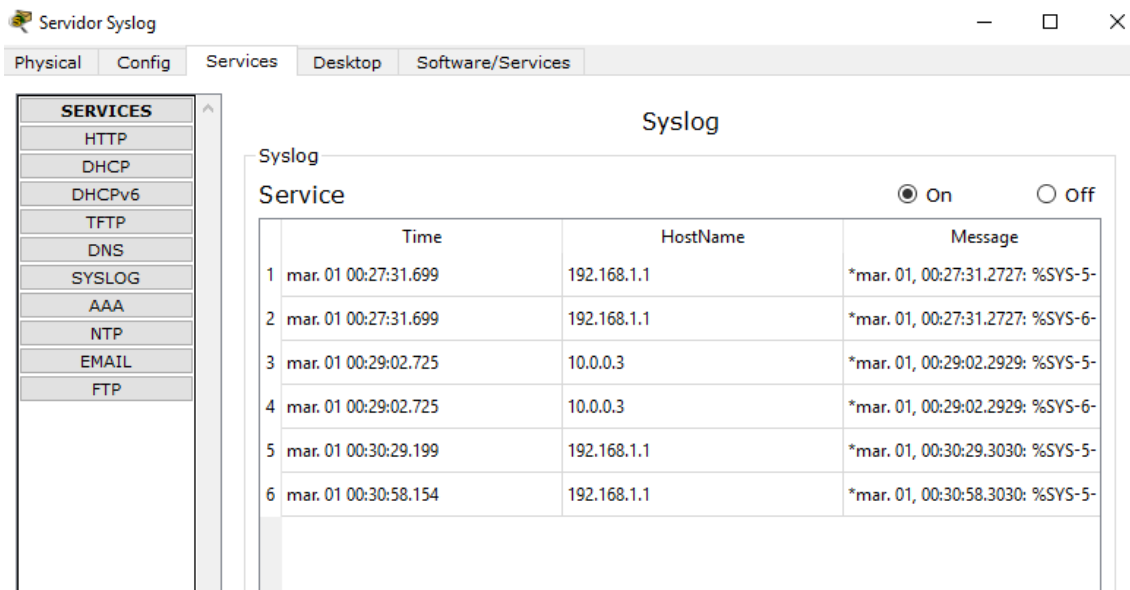 Servidor Syslog
Physical Config Services Desktop Software/Services
SERVICES
HTTP
DHCP
DHCPv6
TFTP
DNS
SYSLOG
AAA
NTP
EMAIL
FTP
Syslog
Syslog
Service On Off
Time HostName Message
1 mar. 01 00:27:31.699 192.168.1.1 *mar. 01, 00:27:31.2727: %SYS-5-
2 mar. 01 00:27:31.699 192.168.1.1 *mar. 01, 00:27:31.2727: %SYS-6-
3 mar. 01 00:29:02.725 10.0.0.3 *mar. 01, 00:29:02.2929: %SYS-5-
4 mar. 01 00:29:02.725 10.0.0.3 *mar. 01, 00:29:02.2929: %SYS-6-
5 mar. 01 00:30:29.199 192.168.1.1 *mar. 01, 00:30:29.3030: %SYS-5-
6 mar. 01 00:30:58.154 192.168.1.1 *mar. 01, 00:30:58.3030: %SYS-5-